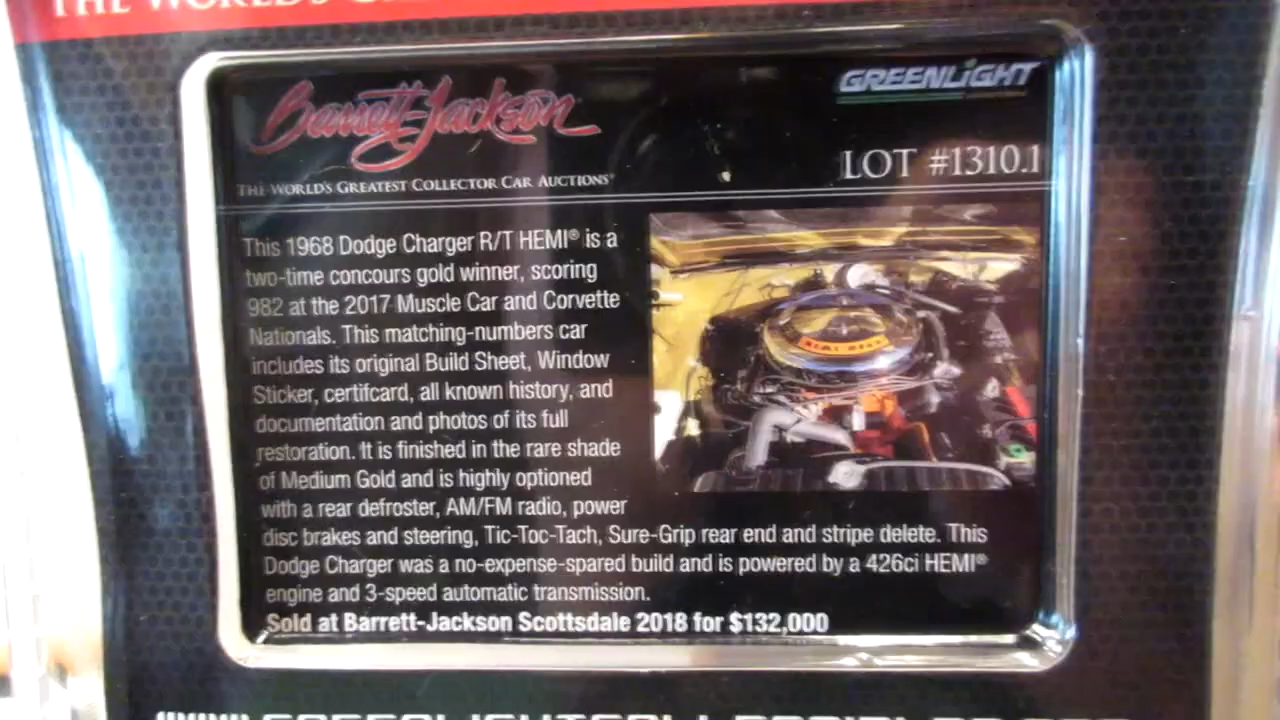 THE WORLD'S
Barrett-Jackson
THE WORLD'S GREATEST COLLECTOR CAR AUCTIONS®
GREENLIGHT
LOT #1310.1
This 1968 Dodge Charger R/T HEMI® is a
two-time concours gold winner, scoring
982 at the 2017 Muscle Car and Corvette
Nationals. This matching-numbers car
includes its original Build Sheet, Window
Sticker, certifcard, all known history, and
documentation and photos of its full
restoration. It is finished in the rare shade
of Medium Gold and is highly optioned
with a rear defroster, AM/FM radio, power
disc brakes and steering, Tic-Toc-Tach, Sure-Grip rear end and stripe delete. This
Dodge Charger was a no-expense-spared build and is powered by a 426ci HEMI®
engine and 3-speed automatic transmission.
Sold at Barrett-Jackson Scottsdale 2018 for $132,000